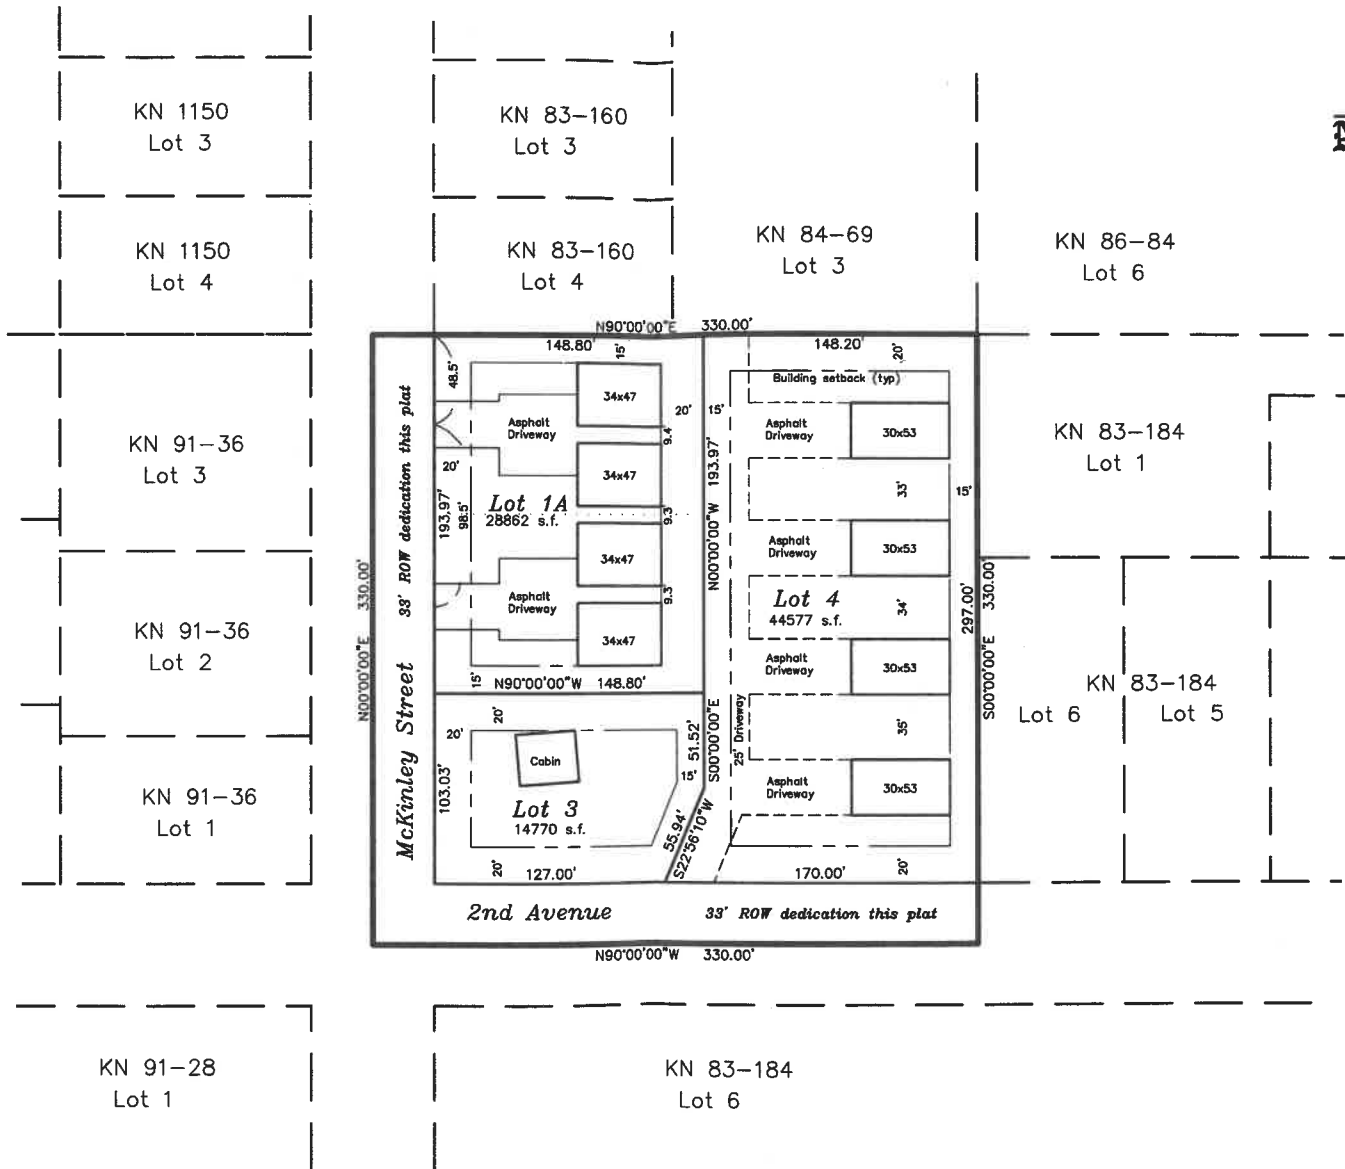 KN 1150
Lot 3
KN 83-160
Lot 3
KN 1150
Lot 4
KN 83-160
Lot 4
KN 84-69
Lot 3
KN 86-84
Lot 6
N90°00'00"E 330.00'
148.80'
15'
148.20'
20'
48.5'
Building setback (typ)
34x47
20'
15'
Asphalt
Driveway
9.4'
Asphalt
Driveway
30x53
KN 91-36
Lot 3
KN 83-184
Lot 1
33' ROW dedication this plat
20'
193.97'
98.5'
34x47
N00°00'00"W 193.97'
33'
15'
Lot 1A
28862 s.f.
9.3'
34x47
Asphalt
Driveway
30x53
N00°00'00"E 330.00'
Asphalt
Driveway
9.3'
Lot 4
44577 s.f.
34'
297.00'
S00°00'00"E 330.00'
KN 91-36
Lot 2
34x47
Asphalt
Driveway
30x53
15'
N90°00'00"W 148.80'
McKinley Street
KN 83-184
Lot 6
Lot 5
20'
20'
51.52'
S00°00'00"E
25' Driveway
35'
Cabin
15'
103.03'
KN 91-36
Lot 1
Lot 3
14770 s.f.
Asphalt
Driveway
30x53
55.94'
S22°56'10"W
20'
127.00'
170.00'
20'
2nd Avenue
33' ROW dedication this plat
N90°00'00"W 330.00'
KN 91-28
Lot 1
KN 83-184
Lot 6